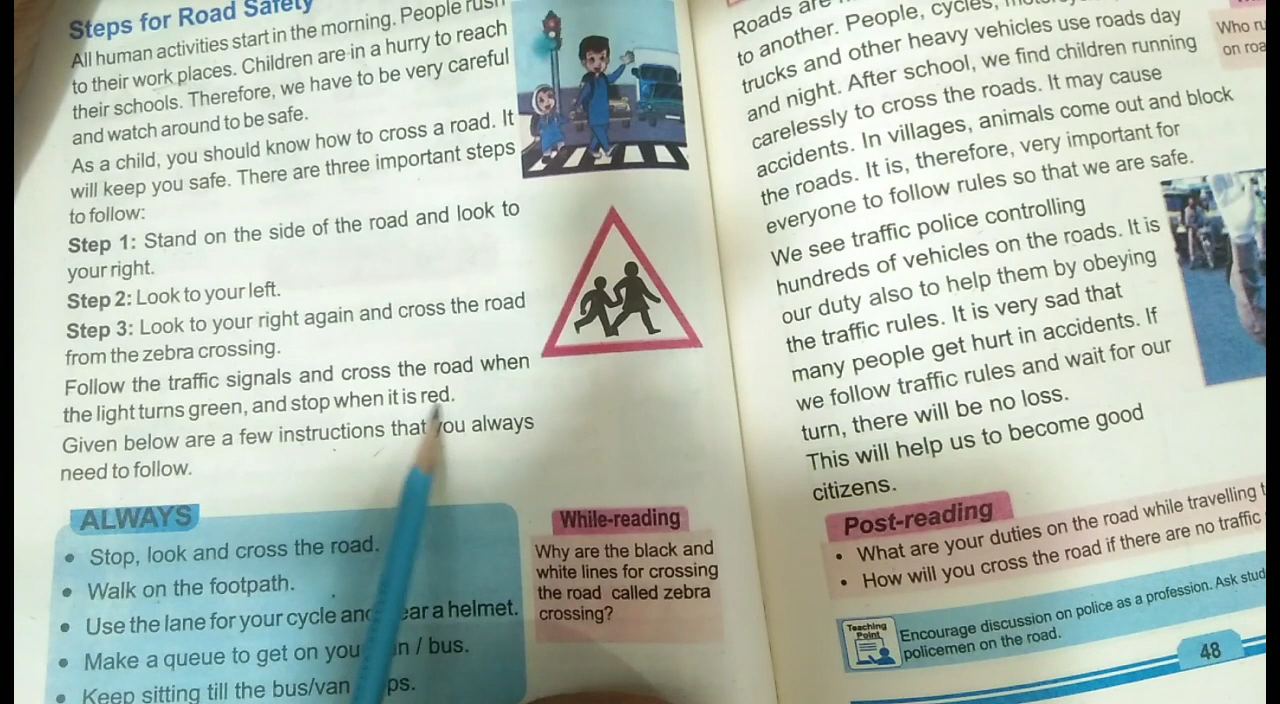 Steps for Road Safety
All human activities start in the morning. People rush
to their work places. Children are in a hurry to reach
their schools. Therefore, we have to be very careful
and watch around to be safe.
As a child, you should know how to cross a road. It
will keep you safe. There are three important steps
to follow:
Step 1: Stand on the side of the road and look to
your right.
Step 2: Look to your left.
Step 3: Look to your right again and cross the road
from the zebra crossing.
Follow the traffic signals and cross the road when
the light turns green, and stop when it is red.
Given below are a few instructions that you always
need to follow.
ALWAYS
• Stop, look and cross the road.
• Walk on the footpath.
• Use the lane for your cycle and wear a helmet.
• Make a queue to get on / bus.
• Keep sitting till the bus/van
While-reading
Why are the black and
white lines for crossing
the road called zebra
crossing?
Roads are
to another. People, cycles,
trucks and other heavy vehicles use roads day
and night. After school, we find children running
carelessly to cross the roads. It may cause
accidents. In villages, animals come out and block
the roads. It is, therefore, very important for
everyone to follow rules so that we are safe.
We see traffic police controlling
hundreds of vehicles on the roads. It is
our duty also to help them by obeying
the traffic rules. It is very sad that
many people get hurt in accidents. If
we follow traffic rules and wait for our
turn, there will be no loss.
This will help us to become good
citizens.
Who
on
Post-reading
• What are your duties on the road while travelling
• How will you cross the road if there are no traffic
Teaching
Point
Encourage discussion on police as a profession. Ask
policemen on the road.
48